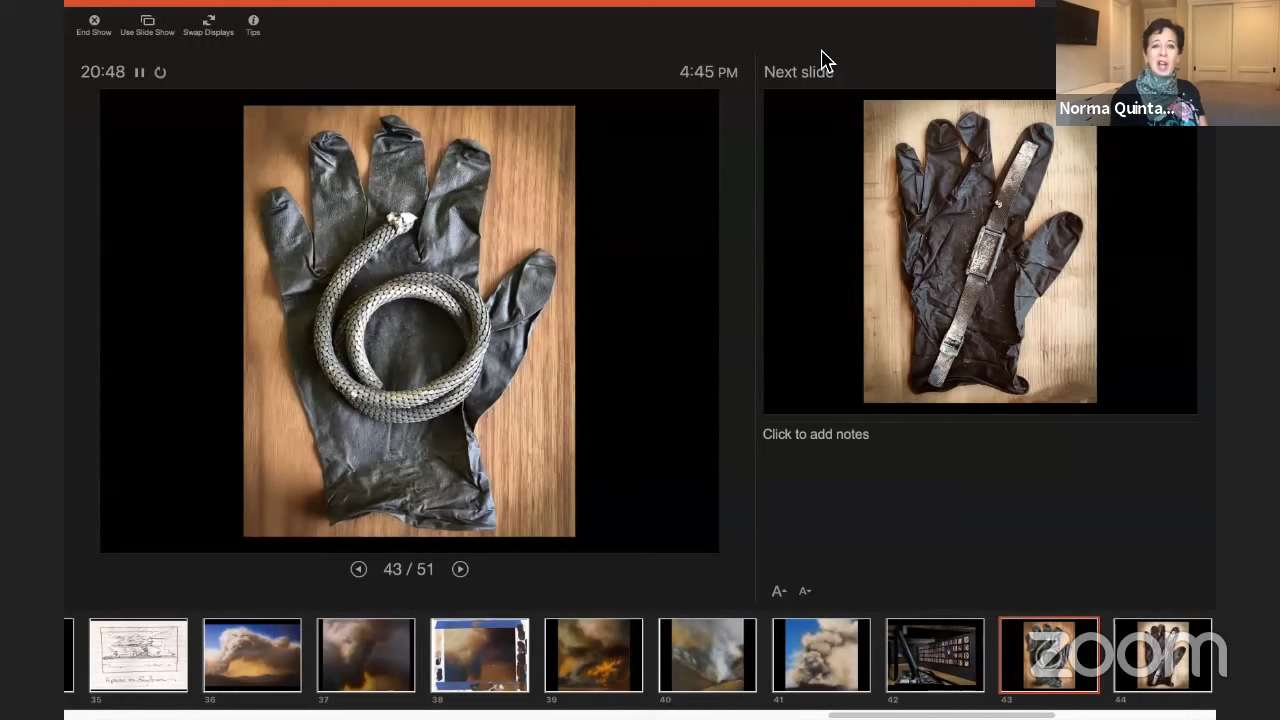 End Show Use Slide Show Swap Displays Tips
20:48 4:45 PM Next slide
Norma Quinta...
Click to add notes
43 / 51
A A
35 36 37 38 39 40 41 42 43 44
zoom